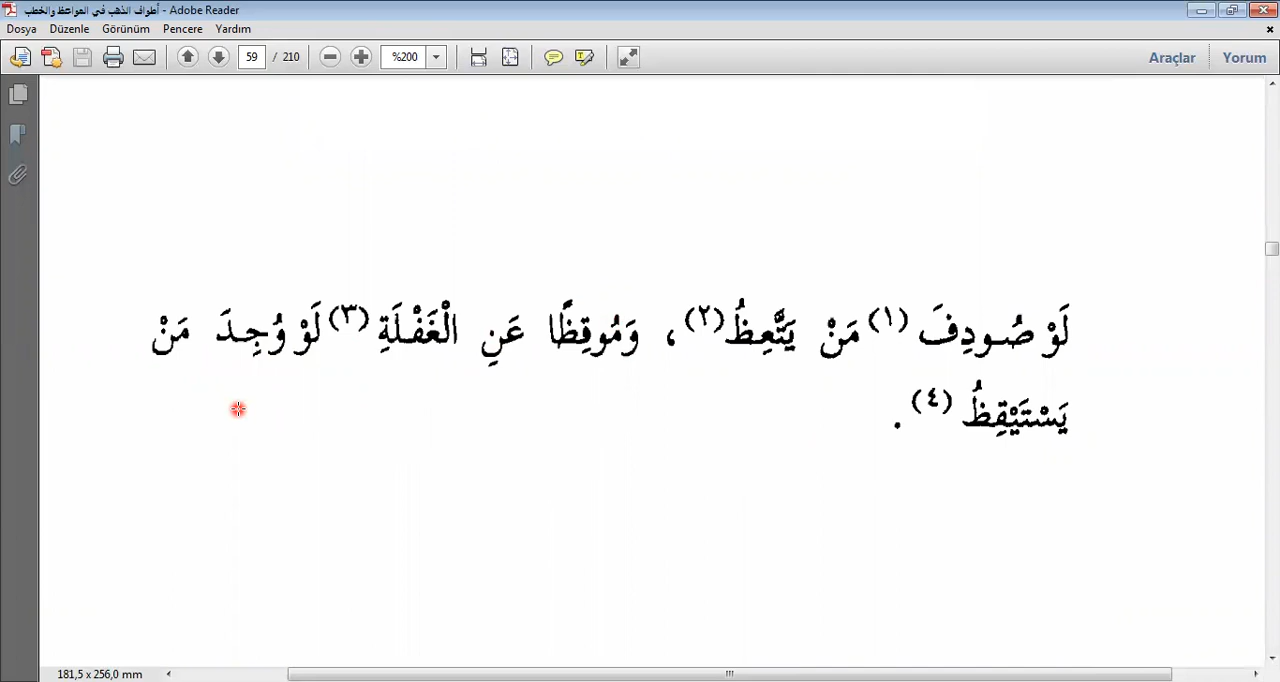 أطواف الذهب في المواعظ والخطب - Adobe Reader
Dosya Düzenle Görünüm Pencere Yardım
59 / 210 %200 Araçlar Yorum
لَوْ صُودِفَ (١) مَنْ يَتَّعِظُ (٢) ، وَمُوقِظًا عَنِ الْغَفْلَةِ (٣) لَوْ وُجِدَ مَنْ
يَسْتَيْقِظُ (٤) .
181,5 x 256,0 mm